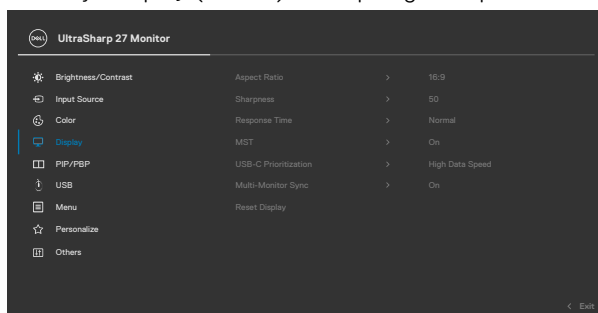 DELL UltraSharp 27 Monitor
Brightness/Contrast Aspect Ratio > 16:9
Input Source Sharpness > 50
Color Response Time > Normal
Display MST > On
PIP/PBP USB-C Prioritization > High Data Speed
USB Multi-Monitor Sync > On
Menu Reset Display
Personalize
Others
< Exit